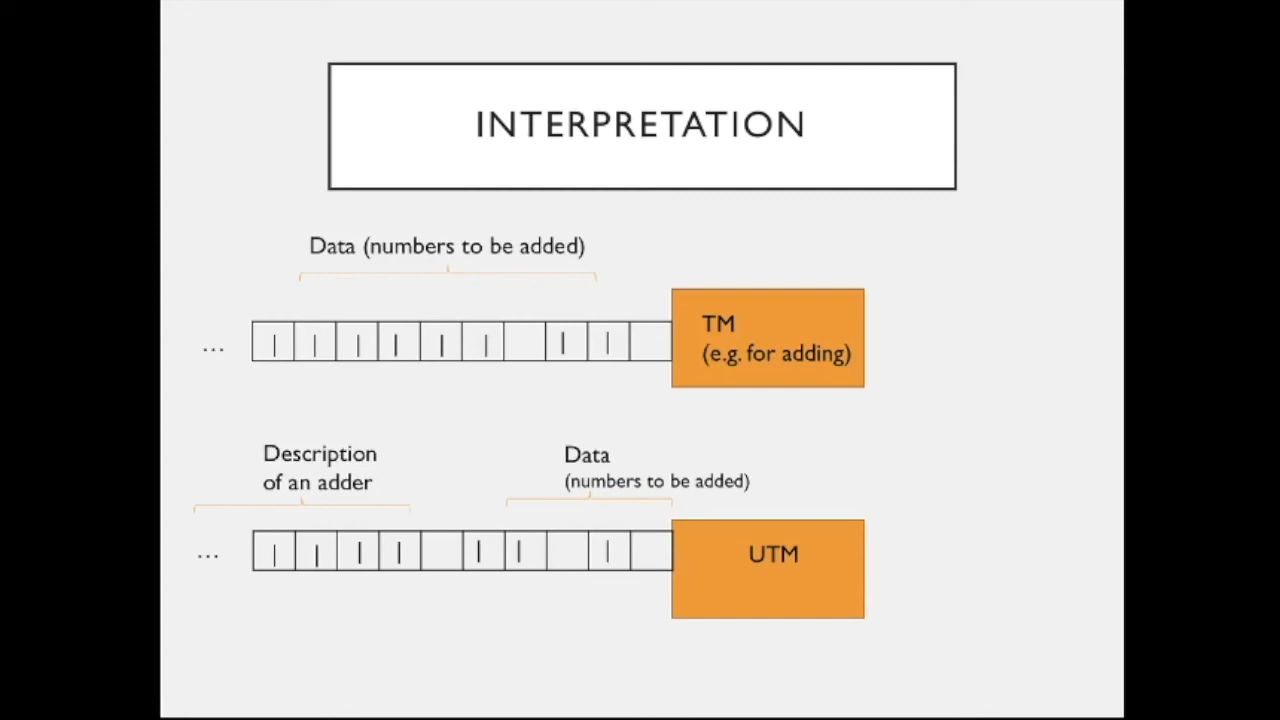 INTERPRETATION
Data (numbers to be added)
...
TM
(e.g. for adding)
Description
of an adder
Data
(numbers to be added)
...
UTM